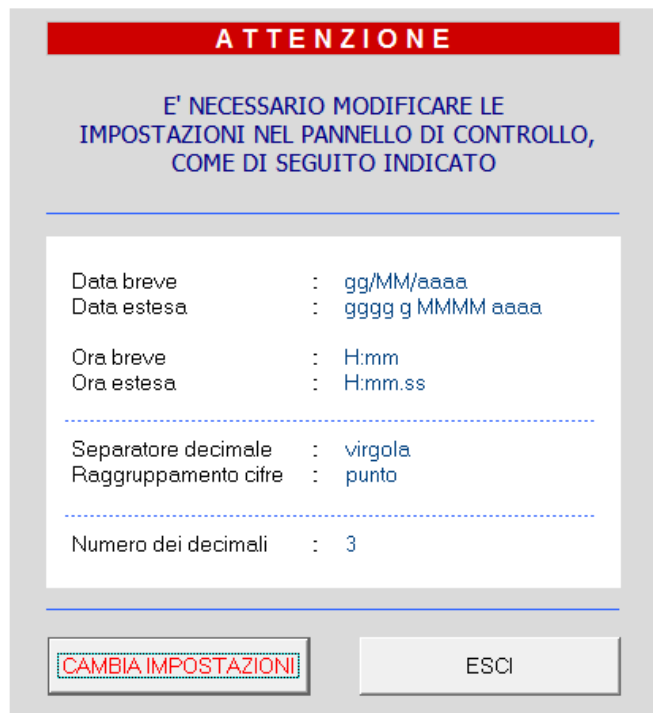 ATTENZIONE
E' NECESSARIO MODIFICARE LE
IMPOSTAZIONI NEL PANNELLO DI CONTROLLO,
COME DI SEGUITO INDICATO
Data breve : gg/MM/aaaa
Data estesa : gggg g MMMM aaaa
Ora breve : H:mm
Ora estesa : H:mm.ss
Separatore decimale : virgola
Raggruppamento cifre : punto
Numero dei decimali : 3
CAMBIA IMPOSTAZIONI ESCI